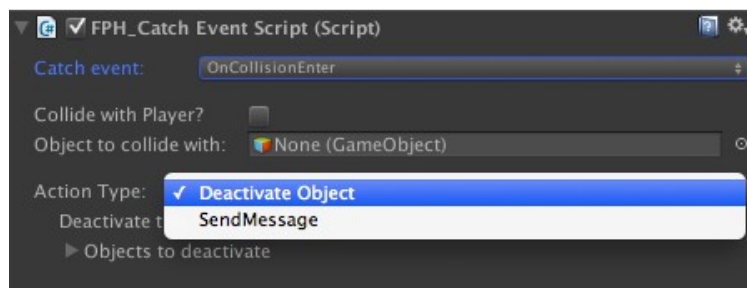 FPH_Catch Event Script (Script)
Catch event: OnCollisionEnter
Collide with Player?
Object to collide with: None (GameObject)
Action Type: ✓ Deactivate Object
SendMessage
Deactivate t
Objects to deactivate